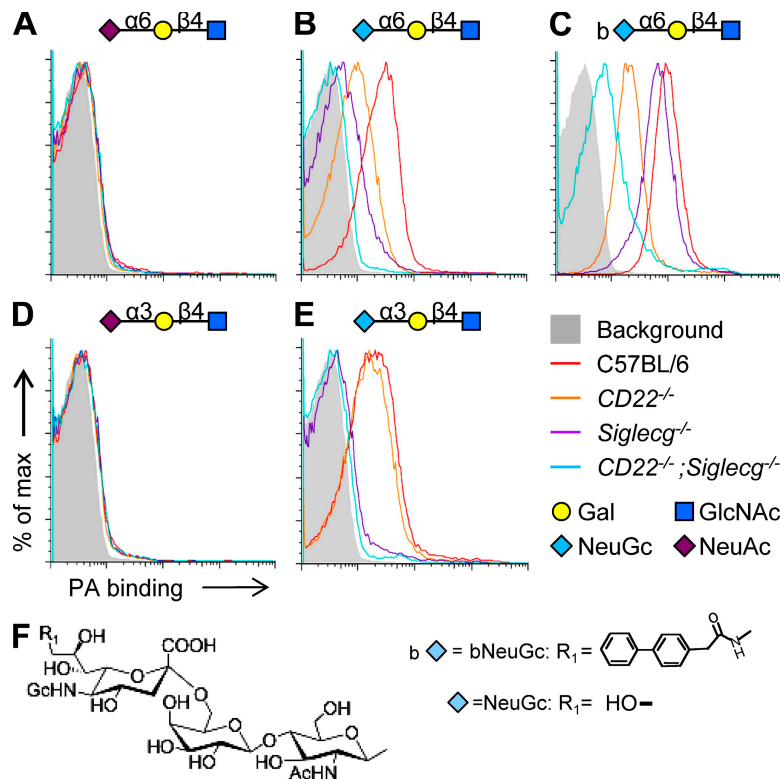 A
α6 β4
B
α6 β4
C
b α6 β4
D
α3 β4
E
α3 β4
% of max
PA binding
Background
C57BL/6
CD22-/-
Siglecg-/-
CD22-/- ;Siglecg-/-
Gal
GlcNAc
NeuGc
NeuAc
F
R1
OH
COOH
HO
GcHN
OH
OH
O
O
OH
O
HO
OH
O
OH
O
HO
AcHN
b = bNeuGc: R1=
O
N
H
=NeuGc: R1= HO